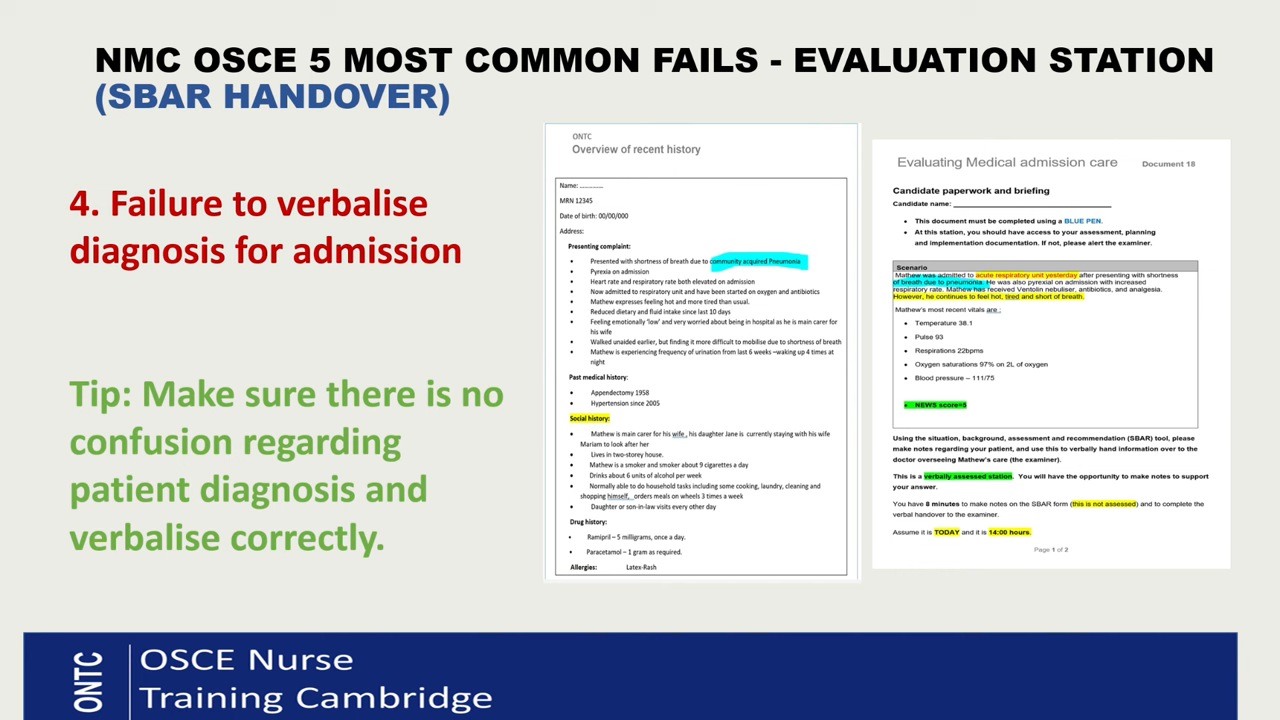 NMC OSCE 5 MOST COMMON FAILS - EVALUATION STATION
(SBAR HANDOVER)
4. Failure to verbalise
diagnosis for admission
Tip: Make sure there is no
confusion regarding
patient diagnosis and
verbalise correctly.
ONTC
Overview of recent history
Name: ............
MRN 12345
Date of birth: 00/00/000
Address:
Presenting complaint:
• Presented with shortness of breath due to community acquired Pneumonia
• Pyrexia on admission
• Heart rate and respiratory rate both elevated on admission
• Now admitted to respiratory unit and have been started on oxygen and antibiotics
• Mathew expresses feeling hot and more tired than usual.
• Reduced dietary and fluid intake since last 10 days
• Feeling emotionally 'low' and very worried about being in hospital as he is main carer for
his wife
• Walked unaided earlier, but finding it more difficult to mobilise due to shortness of breath
• Mathew is experiencing frequency of urination from last 6 weeks –waking up 4 times at
night
Past medical history:
• Appendectomy 1958
• Hypertension since 2005
Social history:
• Mathew is main carer for his wife , his daughter Jane is currently staying with his wife
Mariam to look after her
• Lives in two-storey house.
• Mathew is a smoker and smoker about 9 cigarettes a day
• Drinks about 6 units of alcohol per week
• Normally able to do household tasks including some cooking, laundry, cleaning and
shopping himself, orders meals on wheels 3 times a week
• Daughter or son-in-law visits every other day
Drug history:
• Ramipril – 5 milligrams, once a day.
• Paracetamol – 1 gram as required.
Allergies: Latex-Rash
Evaluating Medical admission care Document 18
Candidate paperwork and briefing
Candidate name: ____________________
• This document must be completed using a BLUE PEN.
• At this station, you should have access to your assessment, planning
and implementation documentation. If not, please alert the examiner.
Scenario
Mathew was admitted to acute respiratory unit yesterday after presenting with shortness
of breath due to pneumonia. He was also pyrexial on admission with increased
respiratory rate. Mathew has received Ventolin nebuliser, antibiotics, and analgesia.
However, he continues to feel hot, tired and short of breath.
Mathew's most recent vitals are :
• Temperature 38.1
• Pulse 93
• Respirations 22bpms
• Oxygen saturations 97% on 2L of oxygen
• Blood pressure – 111/75
• NEWS score=5
Using the situation, background, assessment and recommendation (SBAR) tool, please
make notes regarding your patient, and use this to verbally hand information over to the
doctor overseeing Mathew's care (the examiner).
This is a verbally assessed station. You will have the opportunity to make notes to support
your answer.
You have 8 minutes to make notes on the SBAR form (this is not assessed) and to complete the
verbal handover to the examiner.
Assume it is TODAY and it is 14:00 hours.
Page 1 of 2
ONTC
OSCE Nurse
Training Cambridge